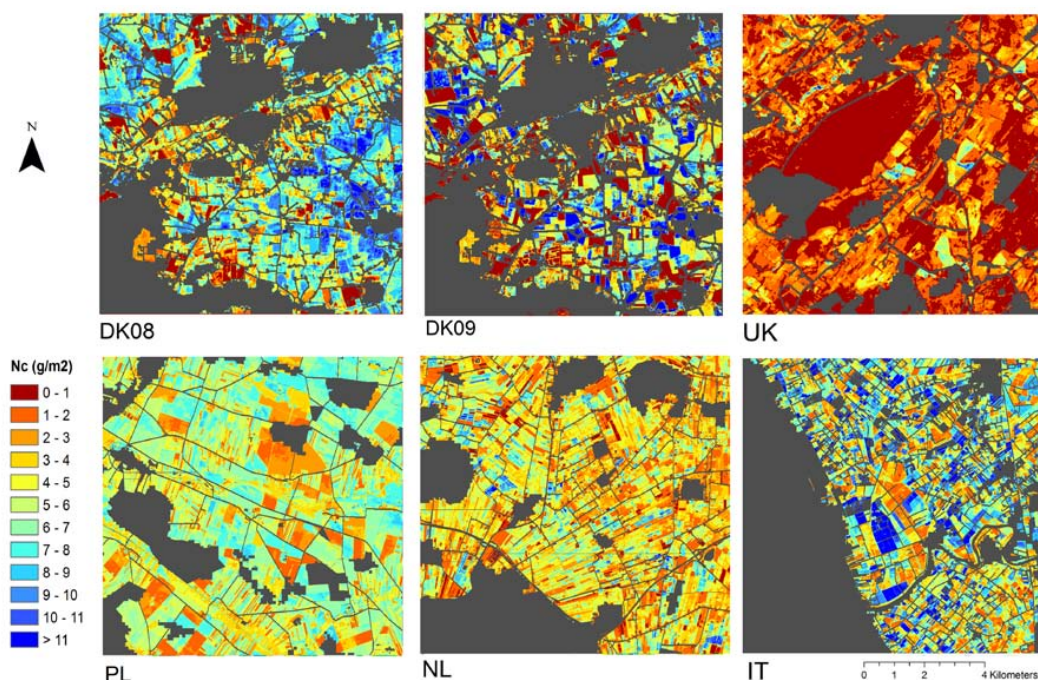 N
DK08
DK09
UK
Nc (g/m2)
0 - 1
1 - 2
2 - 3
3 - 4
4 - 5
5 - 6
6 - 7
7 - 8
8 - 9
9 - 10
10 - 11
> 11
PL
NL
IT
0 1 2 4 Kilometers